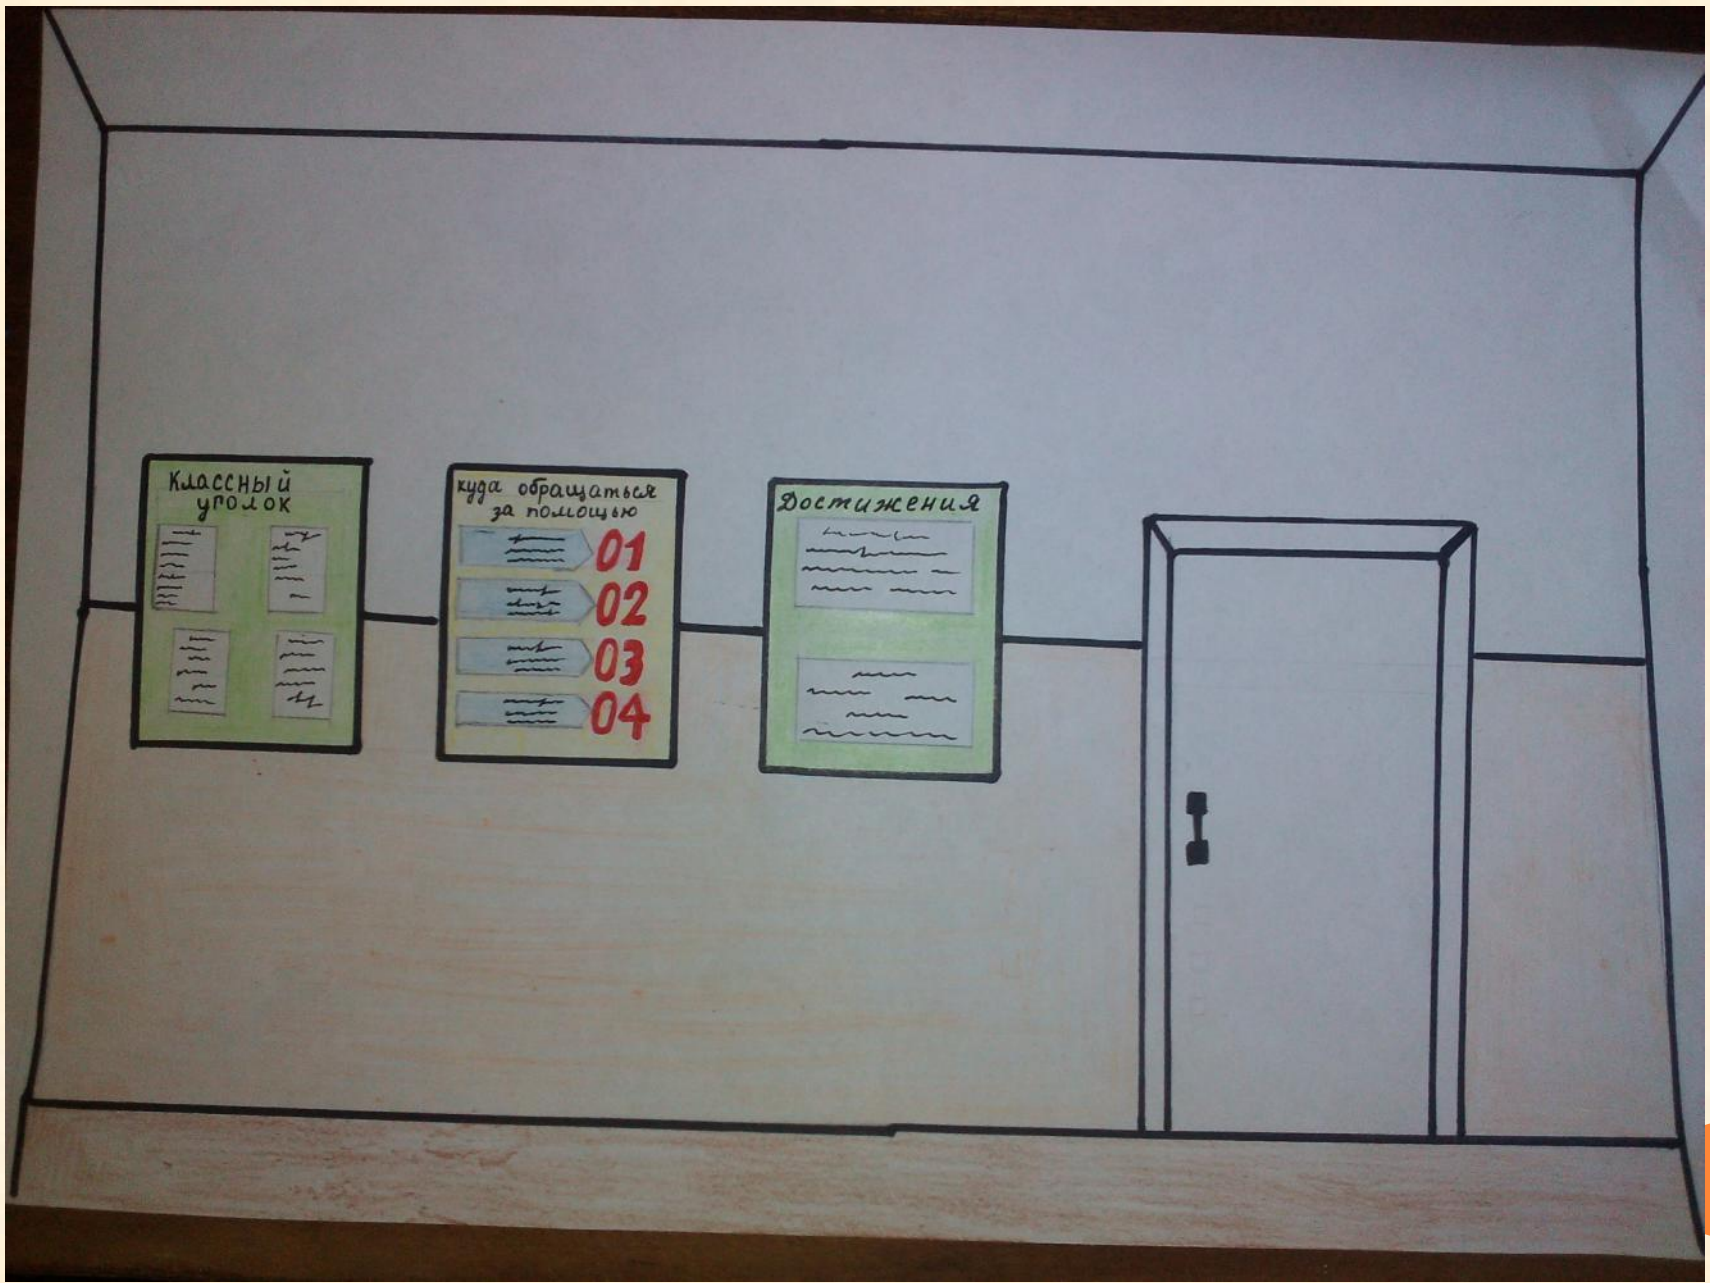 Классный
уголок
куда обращаться
за помощью
01
02
03
04
Достижения